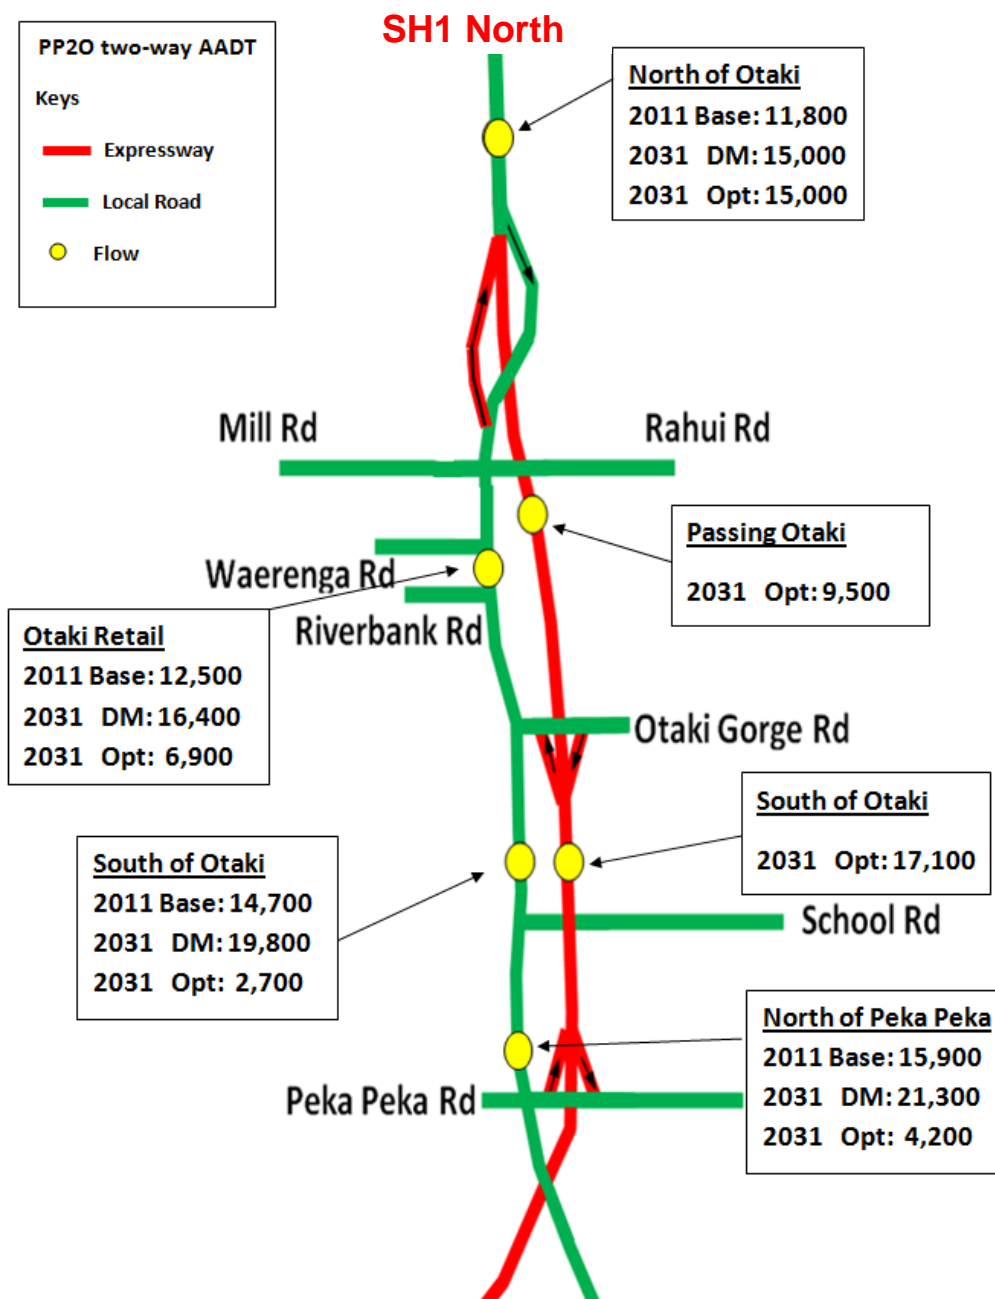 SH1 North
PP2O two-way AADT
Keys
Expressway
Local Road
Flow
North of Otaki
2011 Base: 11,800
2031 DM: 15,000
2031 Opt: 15,000
Mill Rd
Rahui Rd
Passing Otaki
2031 Opt: 9,500
Waerenga Rd
Riverbank Rd
Otaki Retail
2011 Base: 12,500
2031 DM: 16,400
2031 Opt: 6,900
Otaki Gorge Rd
South of Otaki
2031 Opt: 17,100
South of Otaki
2011 Base: 14,700
2031 DM: 19,800
2031 Opt: 2,700
School Rd
North of Peka Peka
2011 Base: 15,900
2031 DM: 21,300
2031 Opt: 4,200
Peka Peka Rd